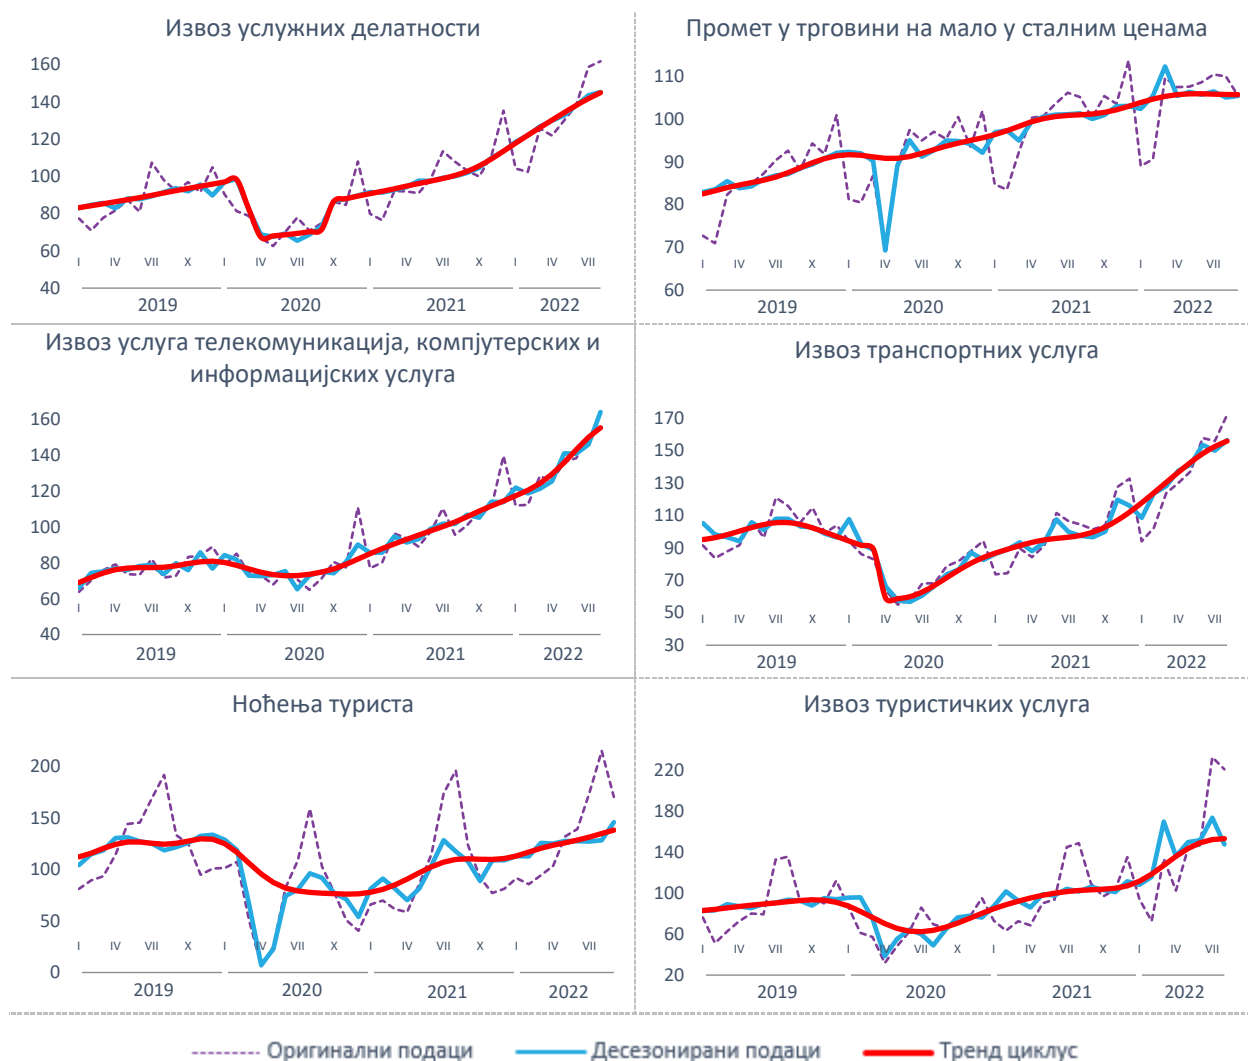 Извоз услужних делатности
160
140
120
100
80
60
40
I IV VII X I IV VII X I IV VII X I IV VII
2019 2020 2021 2022
Промет у трговини на мало у сталним ценама
110
100
90
80
70
60
I IV VII X I IV VII X I IV VII X I IV VII
2019 2020 2021 2022
Извоз услуга телекомуникација, компјутерских и
информацијских услуга
160
140
120
100
80
60
40
I IV VII X I IV VII X I IV VII X I IV VII
2019 2020 2021 2022
Извоз транспортних услуга
170
150
130
110
90
70
50
30
I IV VII X I IV VII X I IV VII X I IV VII
2019 2020 2021 2022
Ноћења туриста
200
150
100
50
0
I IV VII X I IV VII X I IV VII X I IV VII
2019 2020 2021 2022
Извоз туристичких услуга
220
180
140
100
60
20
I IV VII X I IV VII X I IV VII X I IV VII
2019 2020 2021 2022
Оригинални подаци Десезонирани подаци Тренд циклус